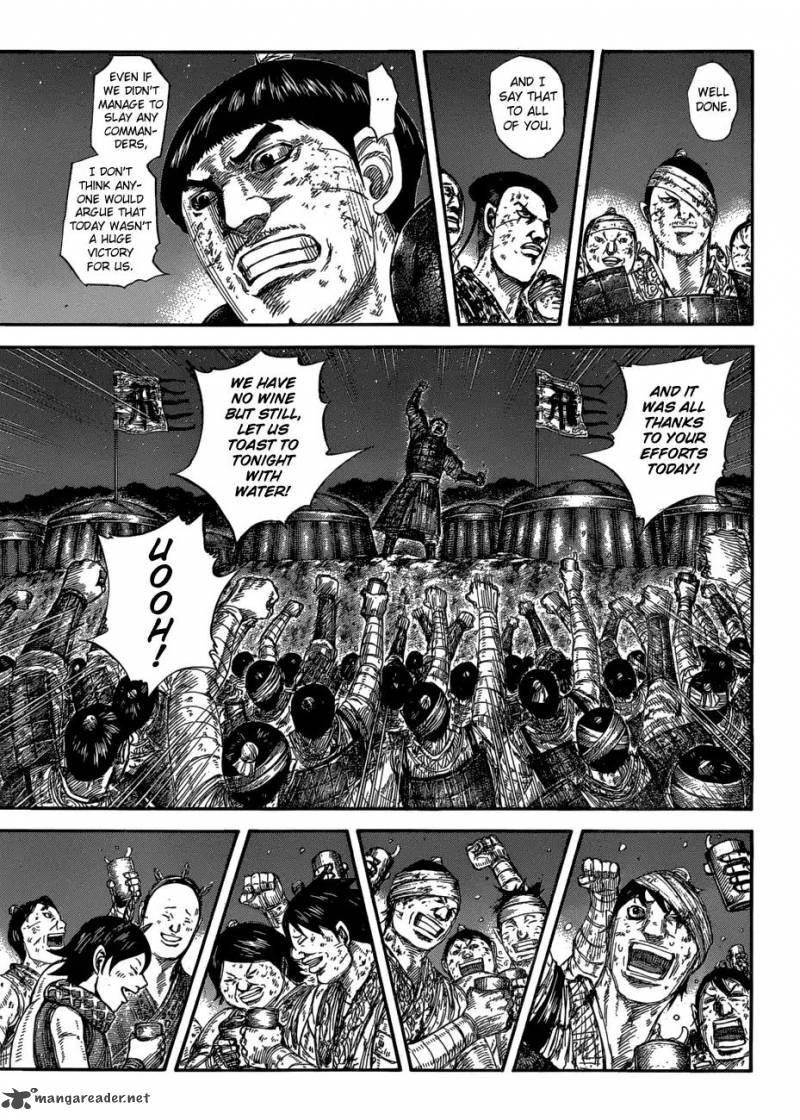 WELL
DONE.
AND I
SAY THAT
TO ALL
OF YOU.
...
EVEN IF
WE DIDN'T
MANAGE TO
SLAY ANY
COMMAN-
DERS,
I DON'T
THINK ANY-
ONE WOULD
ARGUE THAT
TODAY WASN'T
A HUGE
VICTORY
FOR US.
AND IT
WAS ALL
THANKS
TO YOUR
EFFORTS
TODAY!
飛
WE HAVE
NO WINE
BUT STILL,
LET US
TOAST TO
TONIGHT
WITH
WATER!
飛
UOOH!
mangareader.net